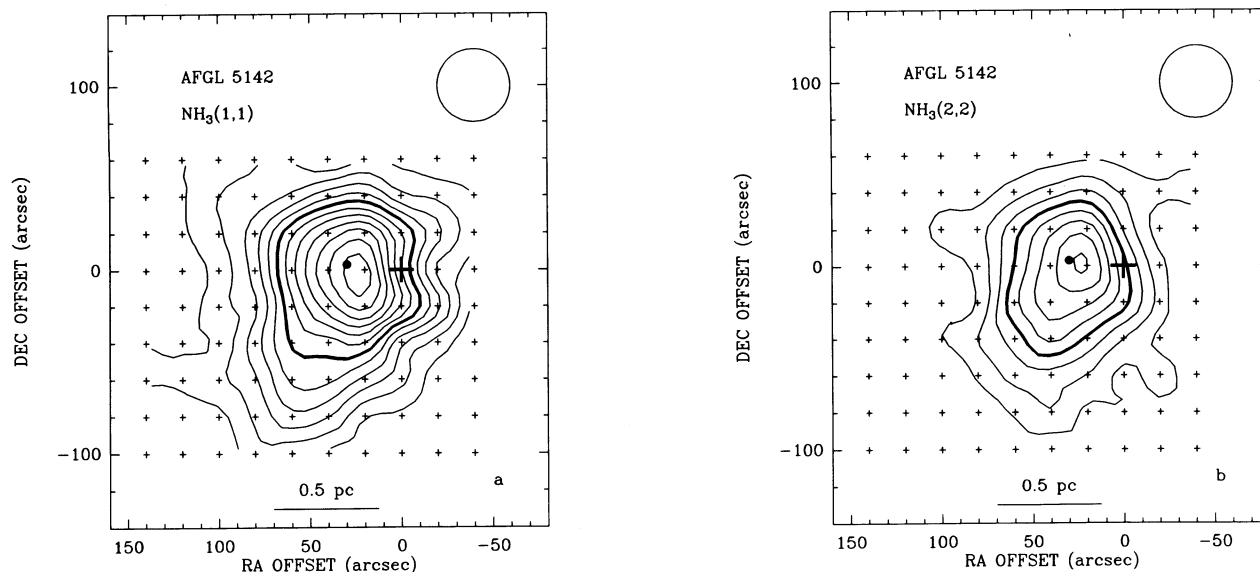 AFGL 5142
NH₃(1,1)
100
0
−100
DEC OFFSET (arcsec)
0.5 pc
a
150 100 50 0 −50
RA OFFSET (arcsec)
AFGL 5142
NH₃(2,2)
100
0
−100
DEC OFFSET (arcsec)
0.5 pc
b
150 100 50 0 −50
RA OFFSET (arcsec)